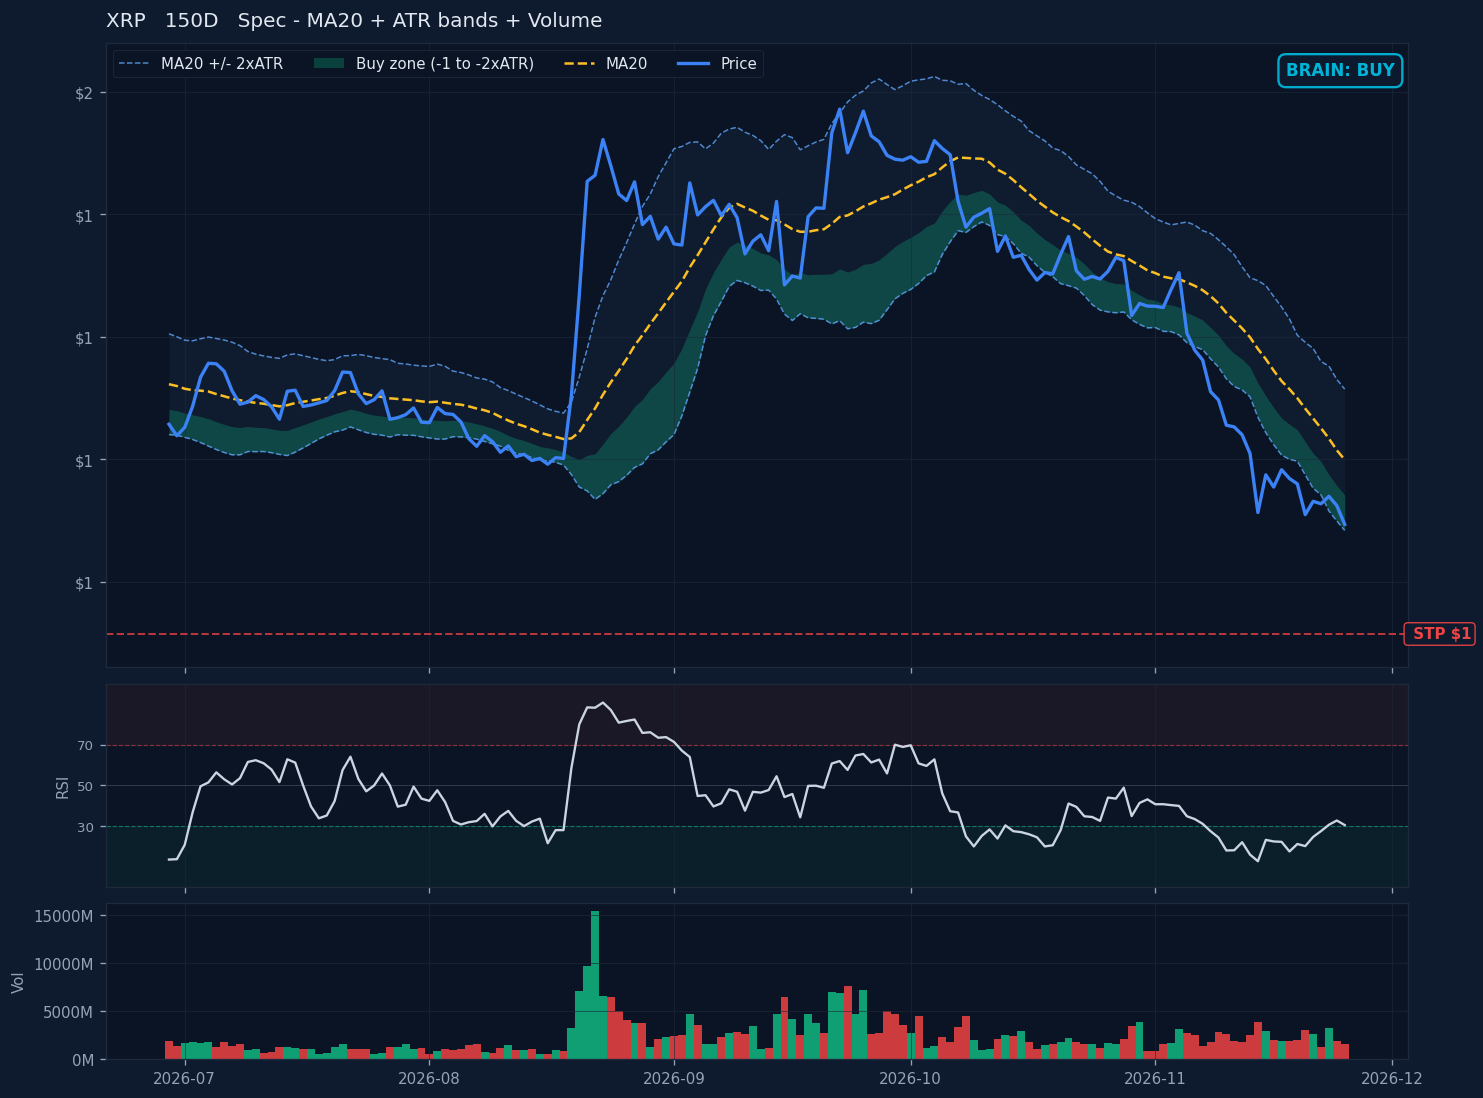 XRP   150D   Spec - MA20 + ATR bands + Volume
MA20 +/- 2xATR
Buy zone (-1 to -2xATR)
MA20
Price
BRAIN: BUY
$2
$1
$1
$1
$1
STP $1
RSI
70
50
30
Vol
15000M
10000M
5000M
0M
2026-07
2026-08
2026-09
2026-10
2026-11
2026-12